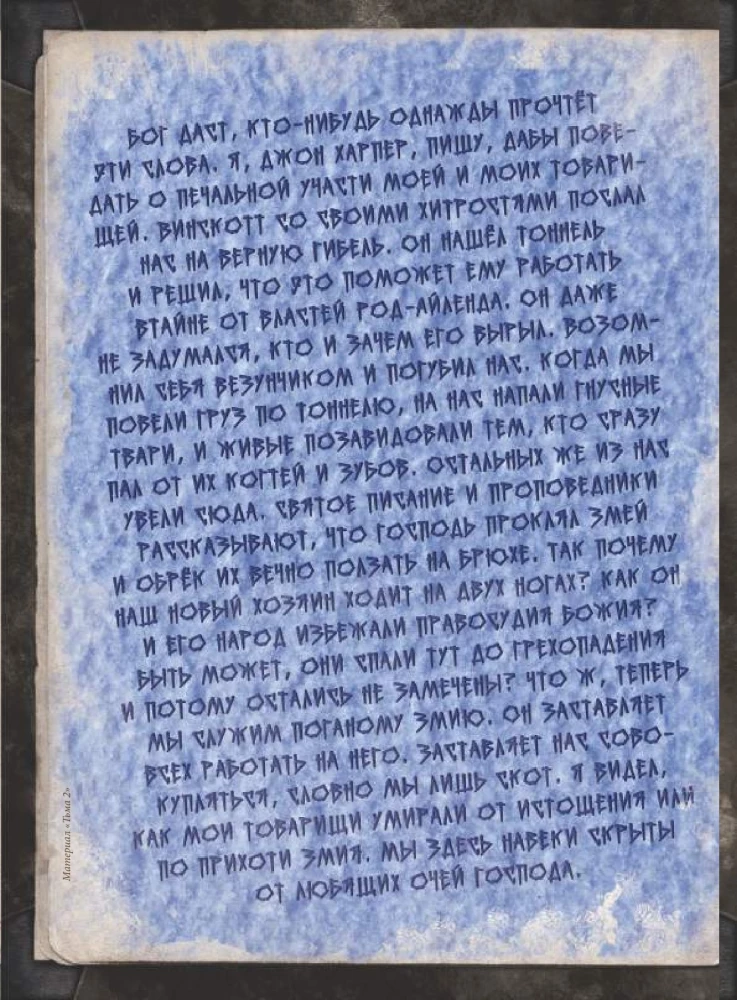 БОГ ДАСТ, КТО-НИБУДЬ ОДНАЖДЫ ПРОЧТЁТ
ЭТИ СЛОВА. Я, ДЖОН ХАРПЕР, ПИШУ, ДАБЫ ПОВЕ-
ДАТЬ О ПЕЧАЛЬНОЙ УЧАСТИ МОЕЙ И МОИХ ТОВАРИ-
ЩЕЙ. ВИНСКОТТ СО СВОИМИ ХИТРОСТЯМИ ПОСЛАЛ
НАС НА ВЕРНУЮ ГИБЕЛЬ. ОН НАШЁЛ ТОННЕЛЬ
И РЕШИЛ, ЧТО ЭТО ПОМОЖЕТ ЕМУ РАБОТАТЬ
ВТАЙНЕ ОТ ВЛАСТЕЙ РОД-АЙЛЕНДА. ОН ДАЖЕ
НЕ ЗАДУМАЛСЯ, КТО И ЗАЧЕМ ЕГО ВЫРЫЛ. ВОЗОМ-
НИЛ СЕБЯ ВЕЗУНЧИКОМ И ПОГУБИЛ НАС. КОГДА МЫ
ПОВЕЛИ ГРУЗ ПО ТОННЕЛЮ, НА НАС НАПАЛИ ГНУСНЫЕ
ТВАРИ, И ЖИВЫЕ ПОЗАВИДОВАЛИ ТЕМ, КТО СРАЗУ
ПАЛ ОТ ИХ КОГТЕЙ И ЗУБОВ. ОСТАЛЬНЫХ ЖЕ ИЗ НАС
УВЕЛИ СЮДА. СВЯТОЕ ПИСАНИЕ И ПРОПОВЕДНИКИ
РАССКАЗЫВАЮТ, ЧТО ГОСПОДЬ ПРОКЛЯЛ ЗМЕЙ
И ОБРЁК ИХ ВЕЧНО ПОЛЗАТЬ НА БРЮХЕ. ТАК ПОЧЕМУ
НАШ НОВЫЙ ХОЗЯИН ХОДИТ НА ДВУХ НОГАХ? КАК ОН
И ЕГО НАРОД ИЗБЕЖАЛИ ПРАВОСУДИЯ БОЖИЯ?
БЫТЬ МОЖЕТ, ОНИ СПАЛИ ТУТ ДО ГРЕХОПАДЕНИЯ
И ПОТОМУ ОСТАЛИСЬ НЕ ЗАМЕЧЕНЫ? ЧТО Ж, ТЕПЕРЬ
МЫ СЛУЖИМ ПОГАНОМУ ЗМИЮ. ОН ЗАСТАВЛЯЕТ
ВСЕХ РАБОТАТЬ НА НЕГО. ЗАСТАВЛЯЕТ НАС СОВО-
КУПЛЯТЬСЯ, СЛОВНО МЫ ЛИШЬ СКОТ. Я ВИДЕЛ,
КАК МОИ ТОВАРИЩИ УМИРАЛИ ОТ ИСТОЩЕНИЯ ИЛИ
ПО ПРИХОТИ ЗМИЯ. МЫ ЗДЕСЬ НАВЕКИ СКРЫТЫ
ОТ ЛЮБЯЩИХ ОЧЕЙ ГОСПОДА.
Материал «Тьма 2»